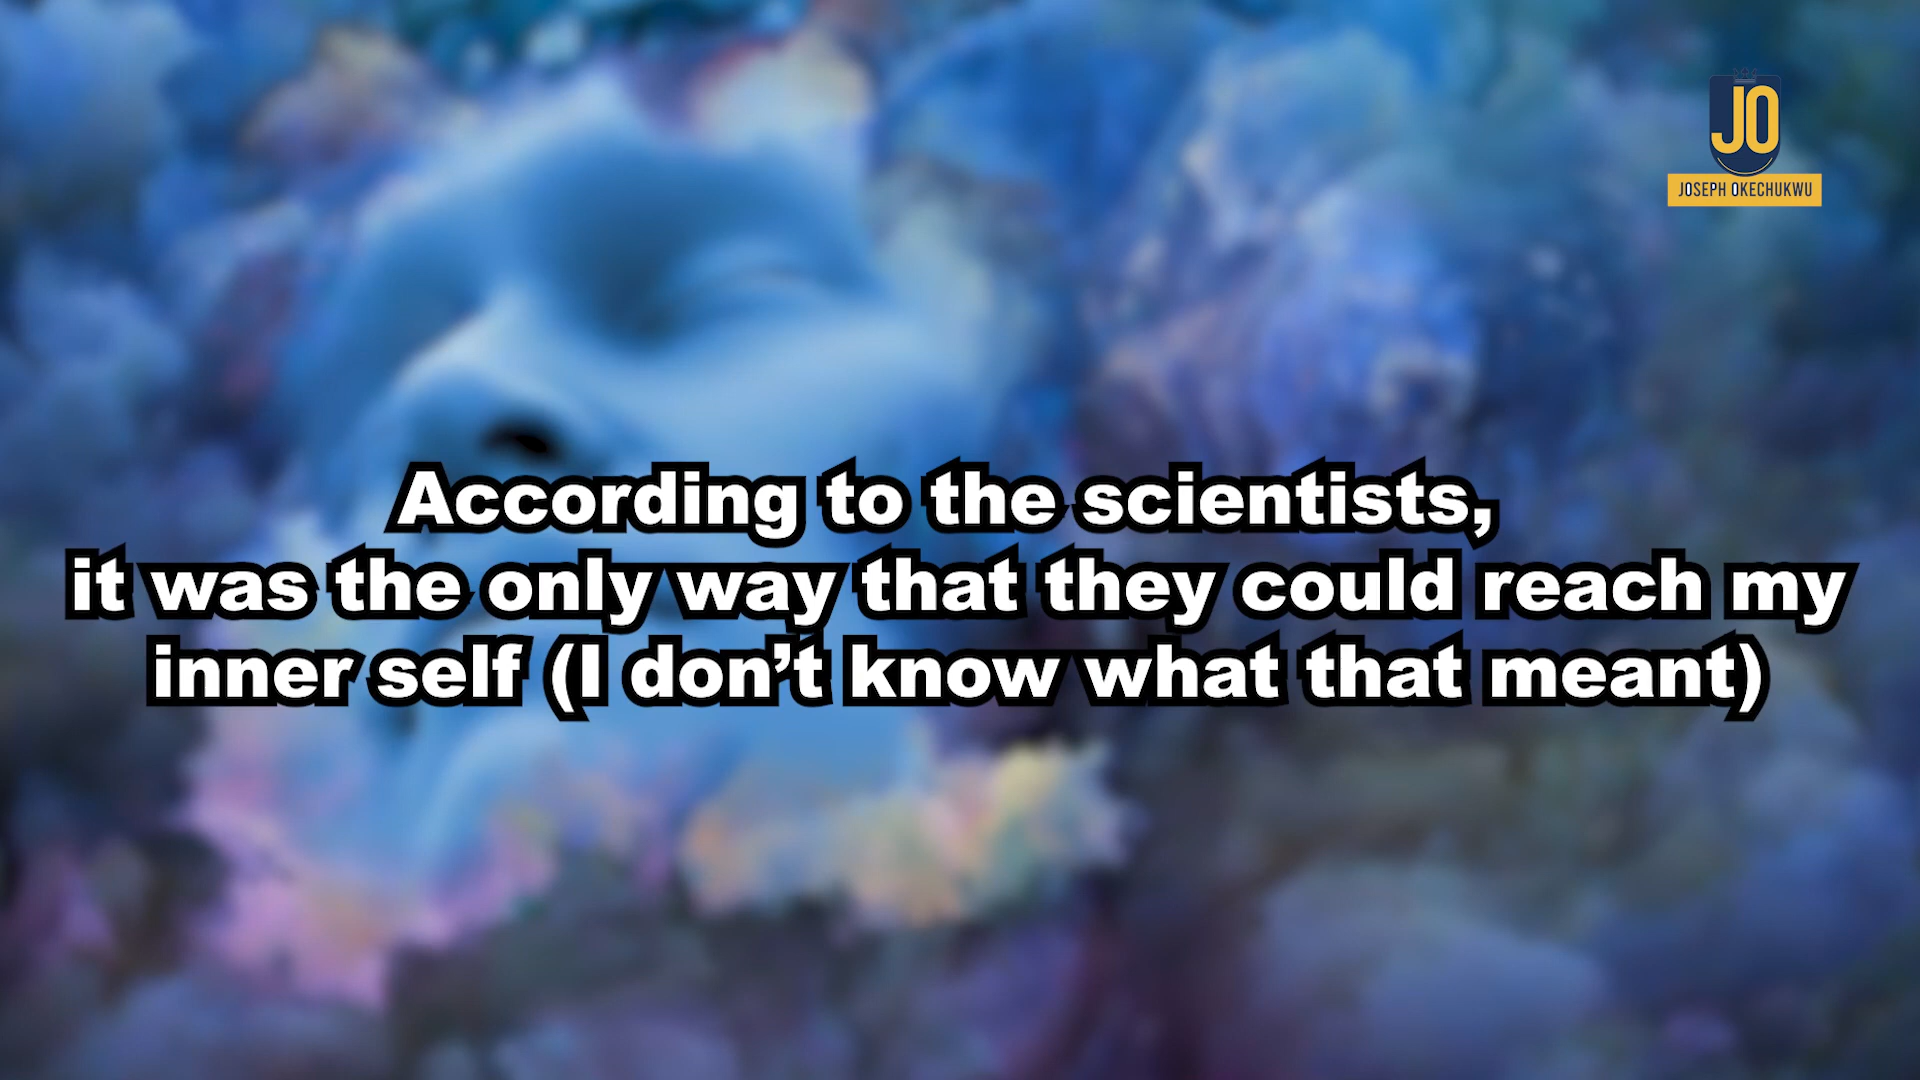 JO
JOSEPH OKECHUKWU
According to the scientists,
it was the only way that they could reach my
inner self (I don’t know what that meant)